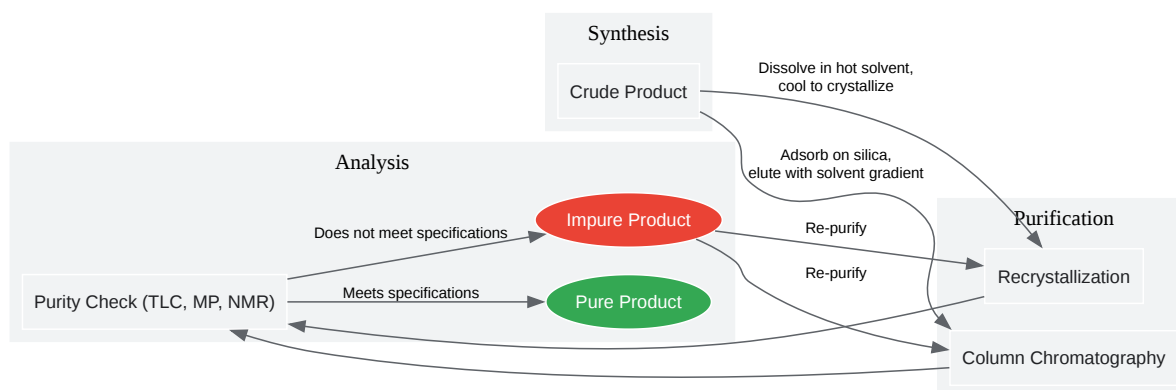 Synthesis
Crude Product
Dissolve in hot solvent,
cool to crystallize
Adsorb on silica,
elute with solvent gradient
Analysis
Impure Product
Does not meet specifications
Purity Check (TLC, MP, NMR)
Meets specifications
Pure Product
Re-purify
Re-purify
Purification
Recrystallization
Column Chromatography